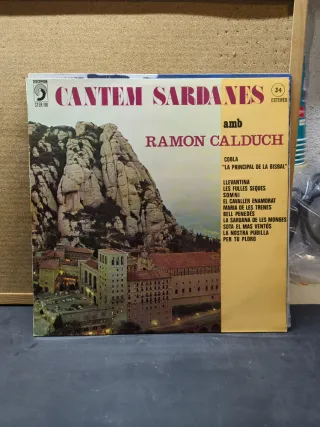 CANTEM SARDANES
34
ESTEREO
amb
RAMON CALDUCH
COBLA
"LA PRINCIPAL DE LA BISBAL"
LLEVANTINA
LES FULLES SEQUES
SOMNI
EL CAVALLER ENAMORAT
MARIA DE LES TRENES
BELL PENEDÈS
LA SARDANA DE LES MONGES
SOTA EL MAS VENTÓS
LA NOSTRA PUBILLA
PER TU PLORO